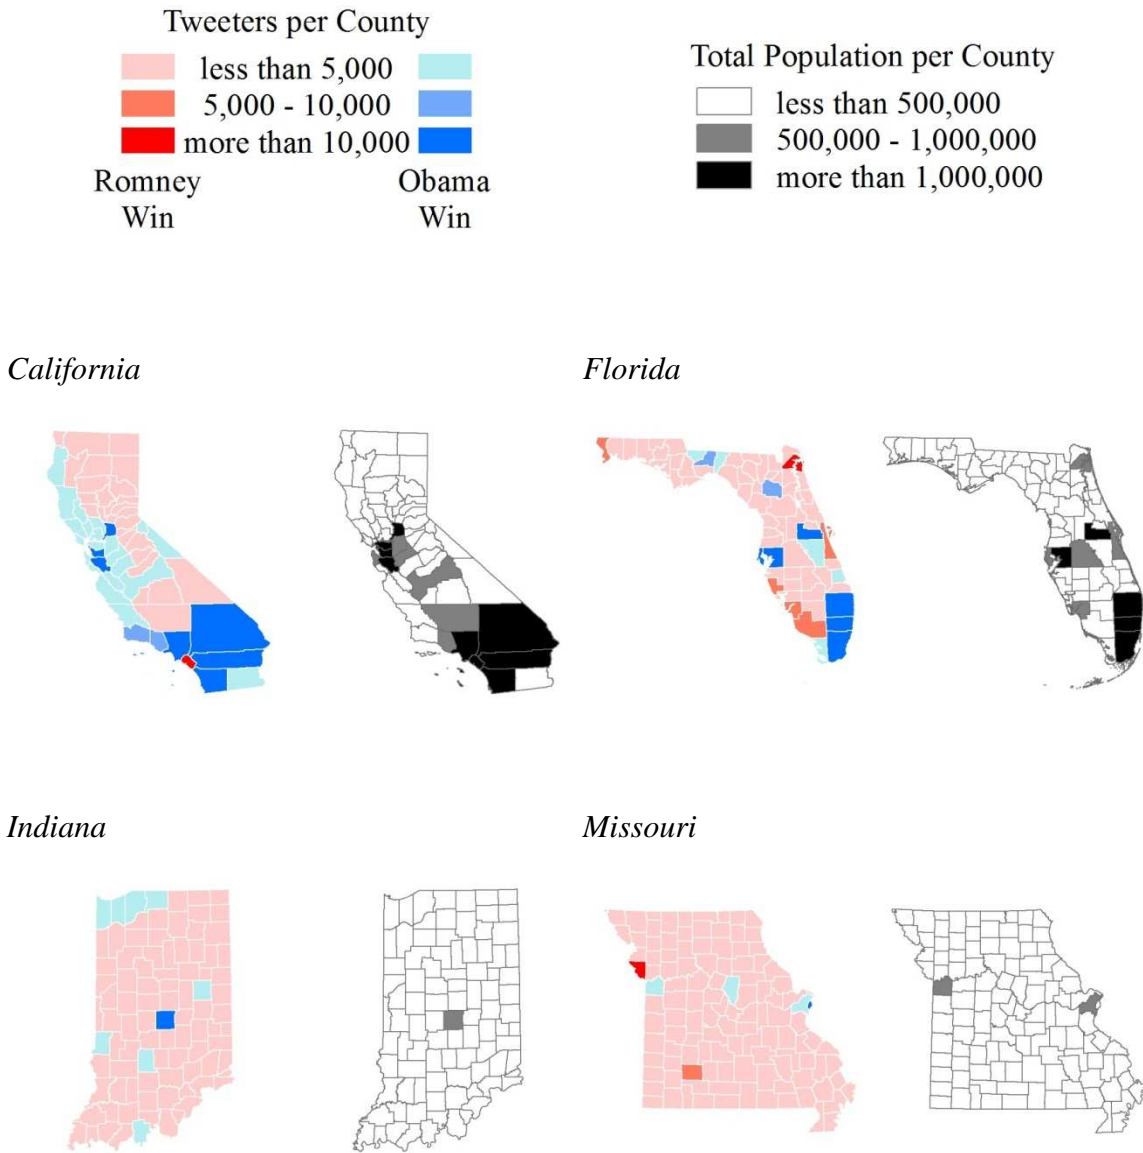 Tweeters per County
less than 5,000
5,000 - 10,000
more than 10,000
Romney
Win
Obama
Win
Total Population per County
less than 500,000
500,000 - 1,000,000
more than 1,000,000
California
Florida
Indiana
Missouri